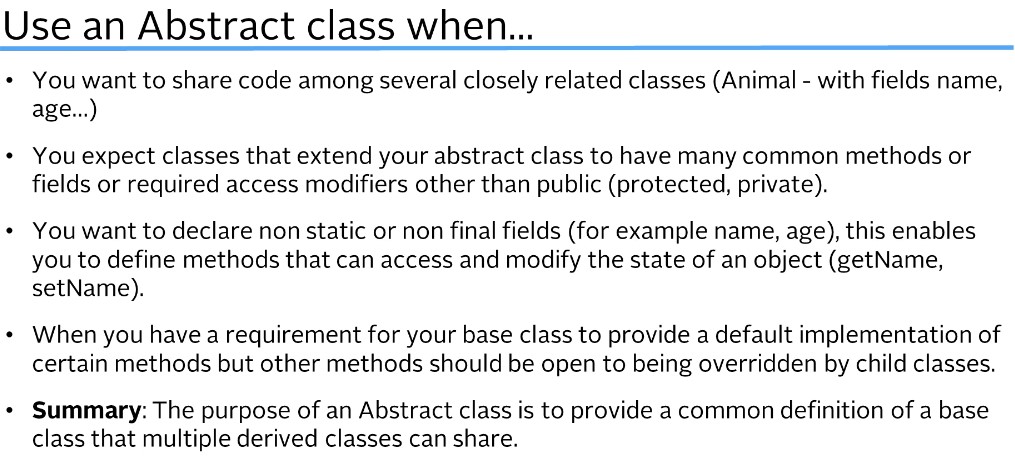 Use an Abstract class when...
• You want to share code among several closely related classes (Animal - with fields name,
age...)
• You expect classes that extend your abstract class to have many common methods or
fields or required access modifiers other than public (protected, private).
• You want to declare non static or non final fields (for example name, age), this enables
you to define methods that can access and modify the state of an object (getName,
setName).
• When you have a requirement for your base class to provide a default implementation of
certain methods but other methods should be open to being overridden by child classes.
• Summary: The purpose of an Abstract class is to provide a common definition of a base
class that multiple derived classes can share.